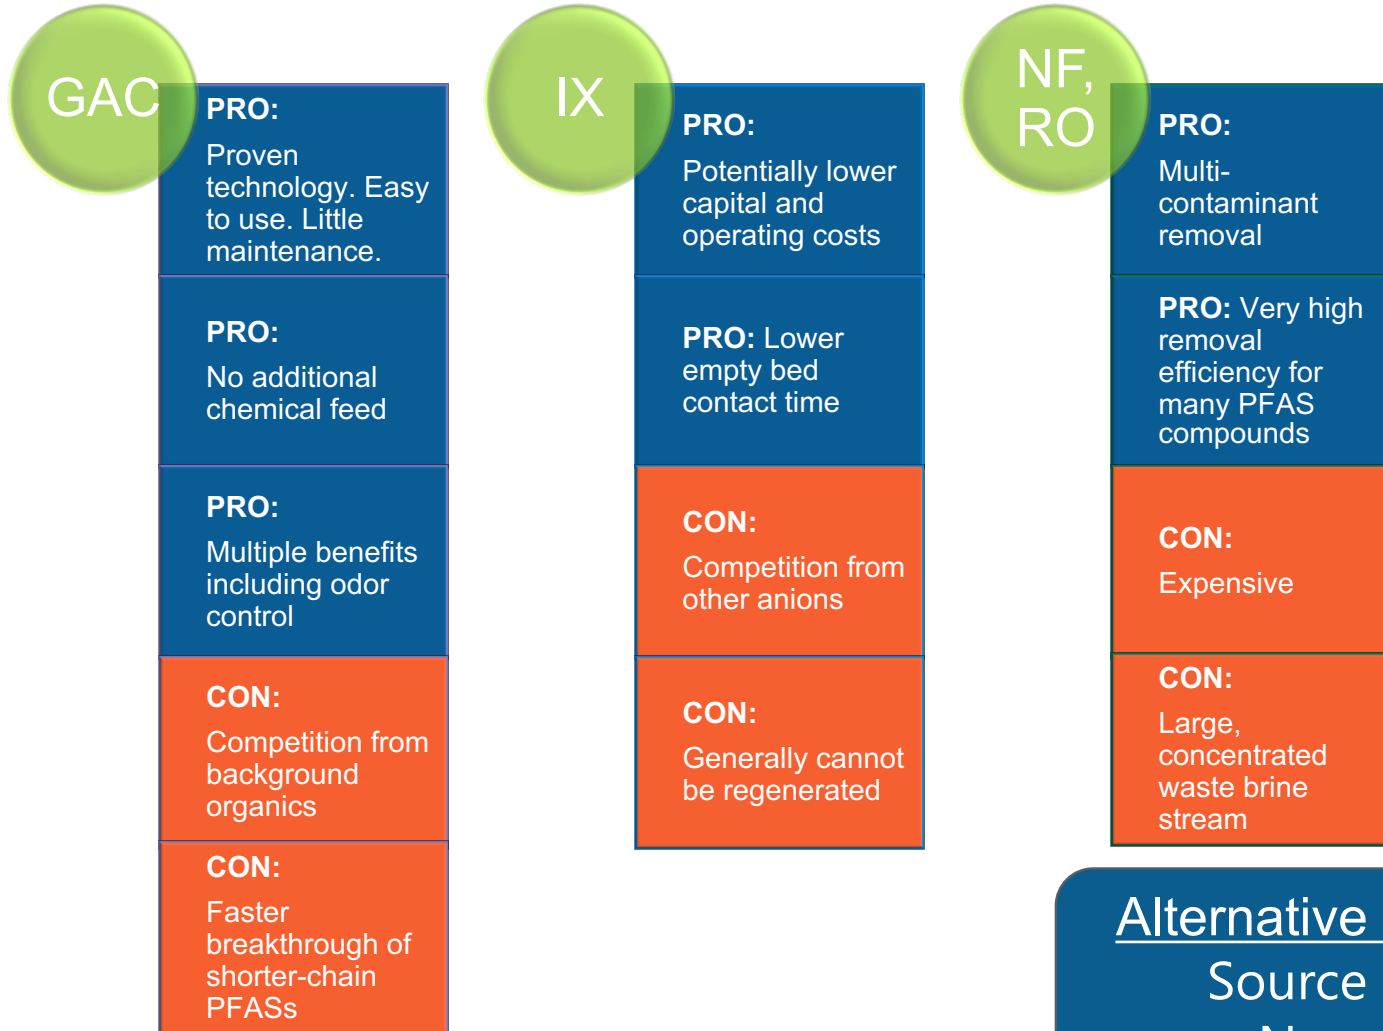 GAC
PRO:
Proven
technology. Easy
to use. Little
maintenance.
PRO:
No additional
chemical feed
PRO:
Multiple benefits
including odor
control
CON:
Competition from
background
organics
CON:
Faster
breakthrough of
shorter-chain
PFASs
IX
PRO:
Potentially lower
capital and
operating costs
PRO: Lower
empty bed
contact time
CON:
Competition from
other anions
CON:
Generally cannot
be regenerated
NF,
RO
PRO:
Multi-
contaminant
removal
PRO: Very high
removal
efficiency for
many PFAS
compounds
CON:
Expensive
CON:
Large,
concentrated
waste brine
stream
Alternative
Source